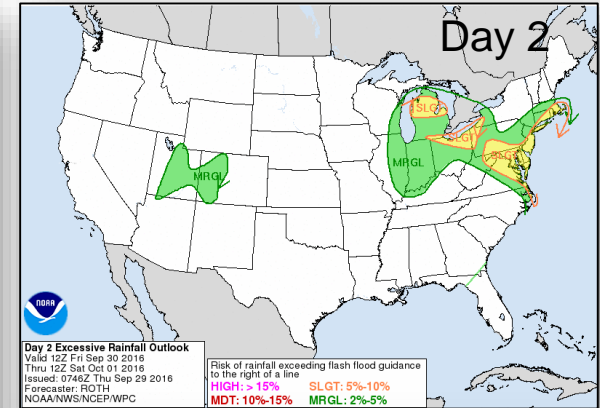 Day 2
SLGT
SLGT
MRGL
SLGT
MRGL
NOAA
Day 2 Excessive Rainfall Outlook
Valid 12Z Fri Sep 30 2016
Thru 12Z Sat Oct 01 2016
Issued: 0746Z Thu Sep 29 2016
Forecaster: ROTH
NOAA/NWS/NCEP/WPC
Risk of rainfall exceeding flash flood guidance
to the right of a line
HIGH: > 15% SLGT: 5%-10%
MDT: 10%-15% MRGL: 2%-5%